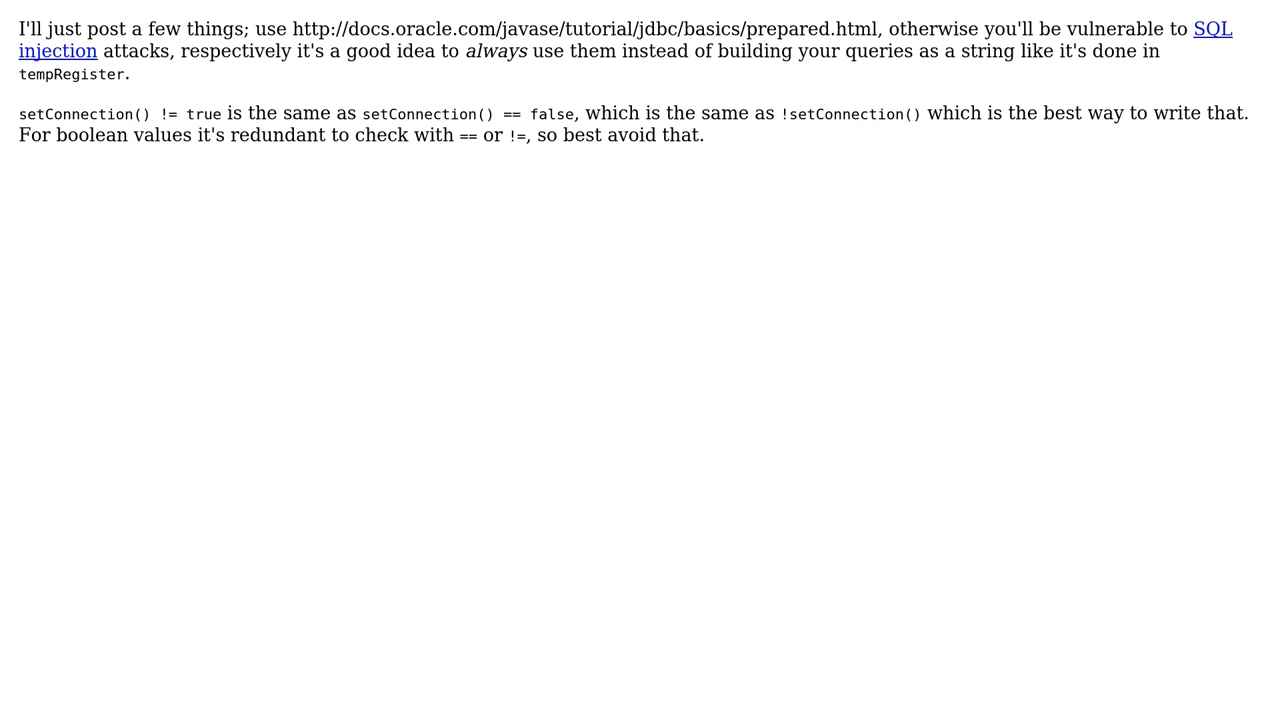 I'll just post a few things; use http://docs.oracle.com/javase/tutorial/jdbc/basics/prepared.html, otherwise you'll be vulnerable to SQL
injection attacks, respectively it's a good idea to always use them instead of building your queries as a string like it's done in
tempRegister.
setConnection() != true is the same as setConnection() == false, which is the same as !setConnection() which is the best way to write that.
For boolean values it's redundant to check with == or !=, so best avoid that.